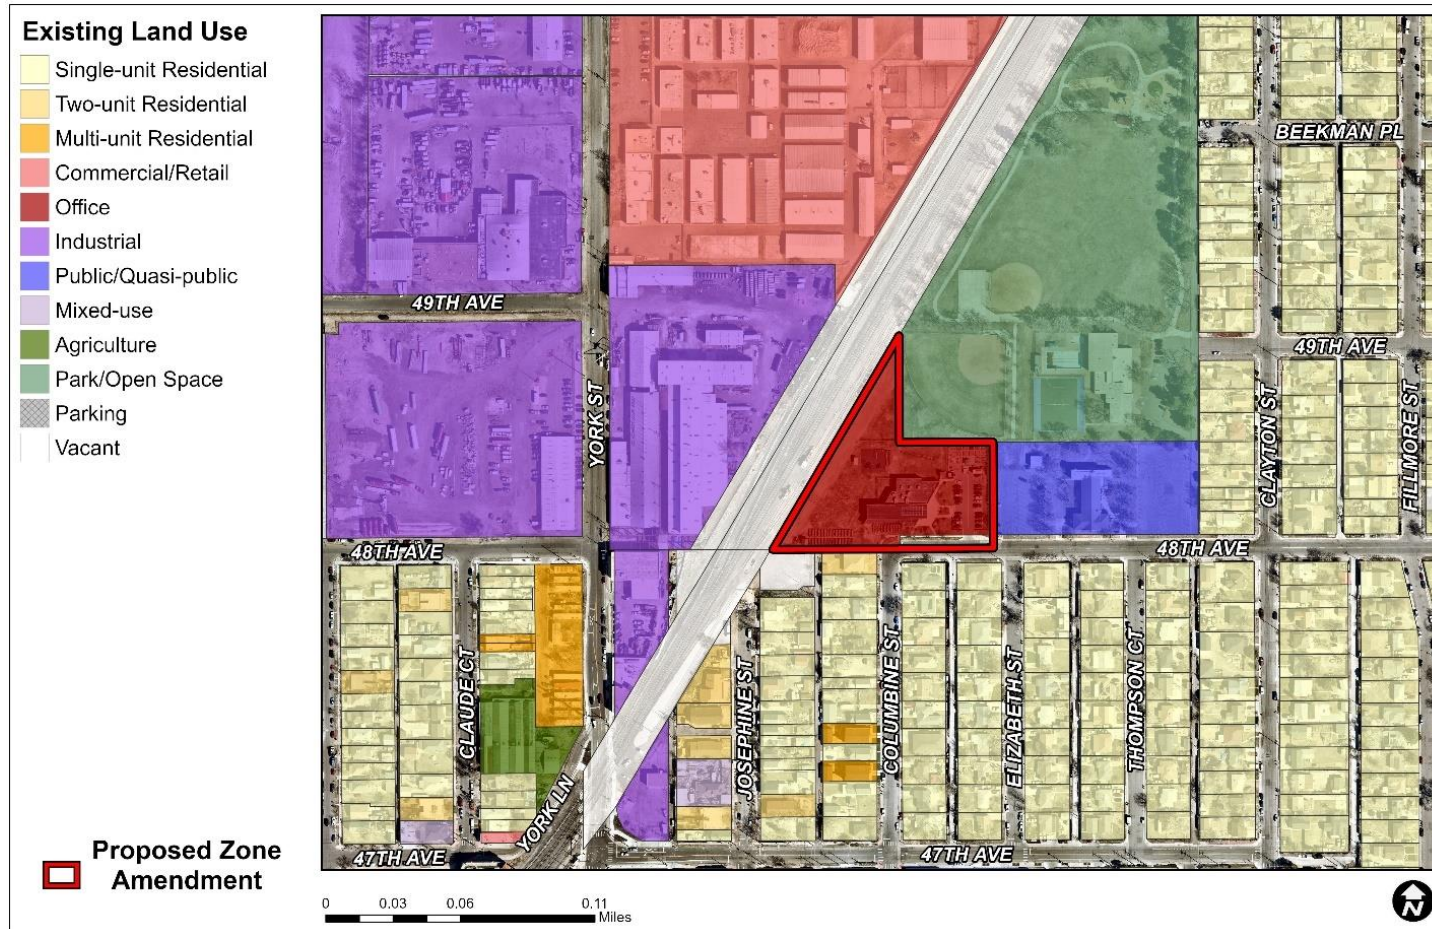 Existing Land Use
Single-unit Residential
Two-unit Residential
Multi-unit Residential
Commercial/Retail
Office
Industrial
Public/Quasi-public
Mixed-use
Agriculture
Park/Open Space
Parking
Vacant
Proposed Zone
Amendment
BEEKMAN PL
49TH AVE
49TH AVE
YORK ST
CLAYTON ST
FILLMORE ST
48TH AVE
48TH AVE
CLAUDE CT
YORK LN
JOSEPHINE ST
COLUMBINE ST
ELIZABETH ST
THOMPSON CT
47TH AVE
47TH AVE
0 0.03 0.06 0.11
Miles
N